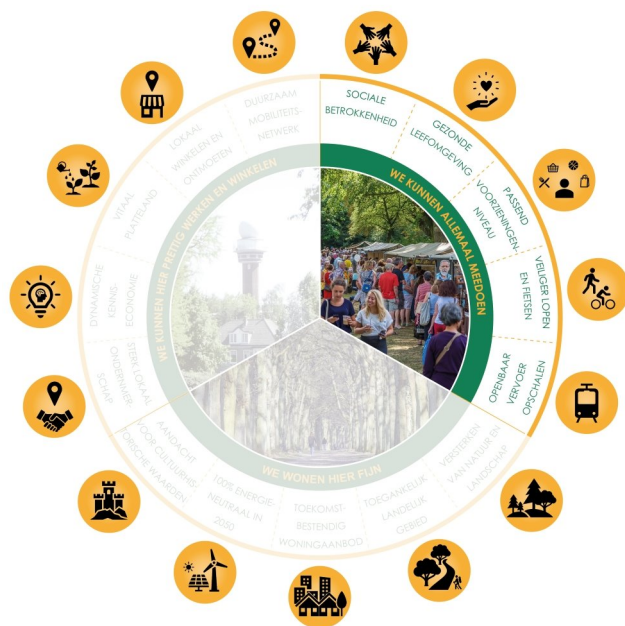 SOCIALE
BETROKKENHEID
GEZONDE
LEEFOMGEVING
PASSEND
VOORZIENINGEN-
NIVEAU
VEILIGER LOPEN
EN FIETSEN
OPENBAAR
VERVOER
OPSCHALEN
WE KUNNEN ALLEMAAL MEEDOEN
VERSTERKEN
VAN NATUUR EN
LANDSCHAP
TOEGANKELIJK
LANDELIJK
GEBIED
TOEKOMST-
BESTENDIG
WONINGAANBOD
100% ENERGIE-
NEUTRAAL IN
2050
AANDACHT
VOOR CULTUURHIS-
TORISCHE WAARDEN
WE WONEN HIER FIJN
STERK LOKAAL
ONDERNEMER-
SCHAP
DYNAMISCHE
KENNIS-
ECONOMIE
VITAAL
PLATTELAND
LOKAAL
WINKELEN EN
ONTMOETEN
DUURZAAM
MOBILITEITS-
NETWERK
WE KUNNEN HIER PRETTIG WERKEN EN WINKELEN